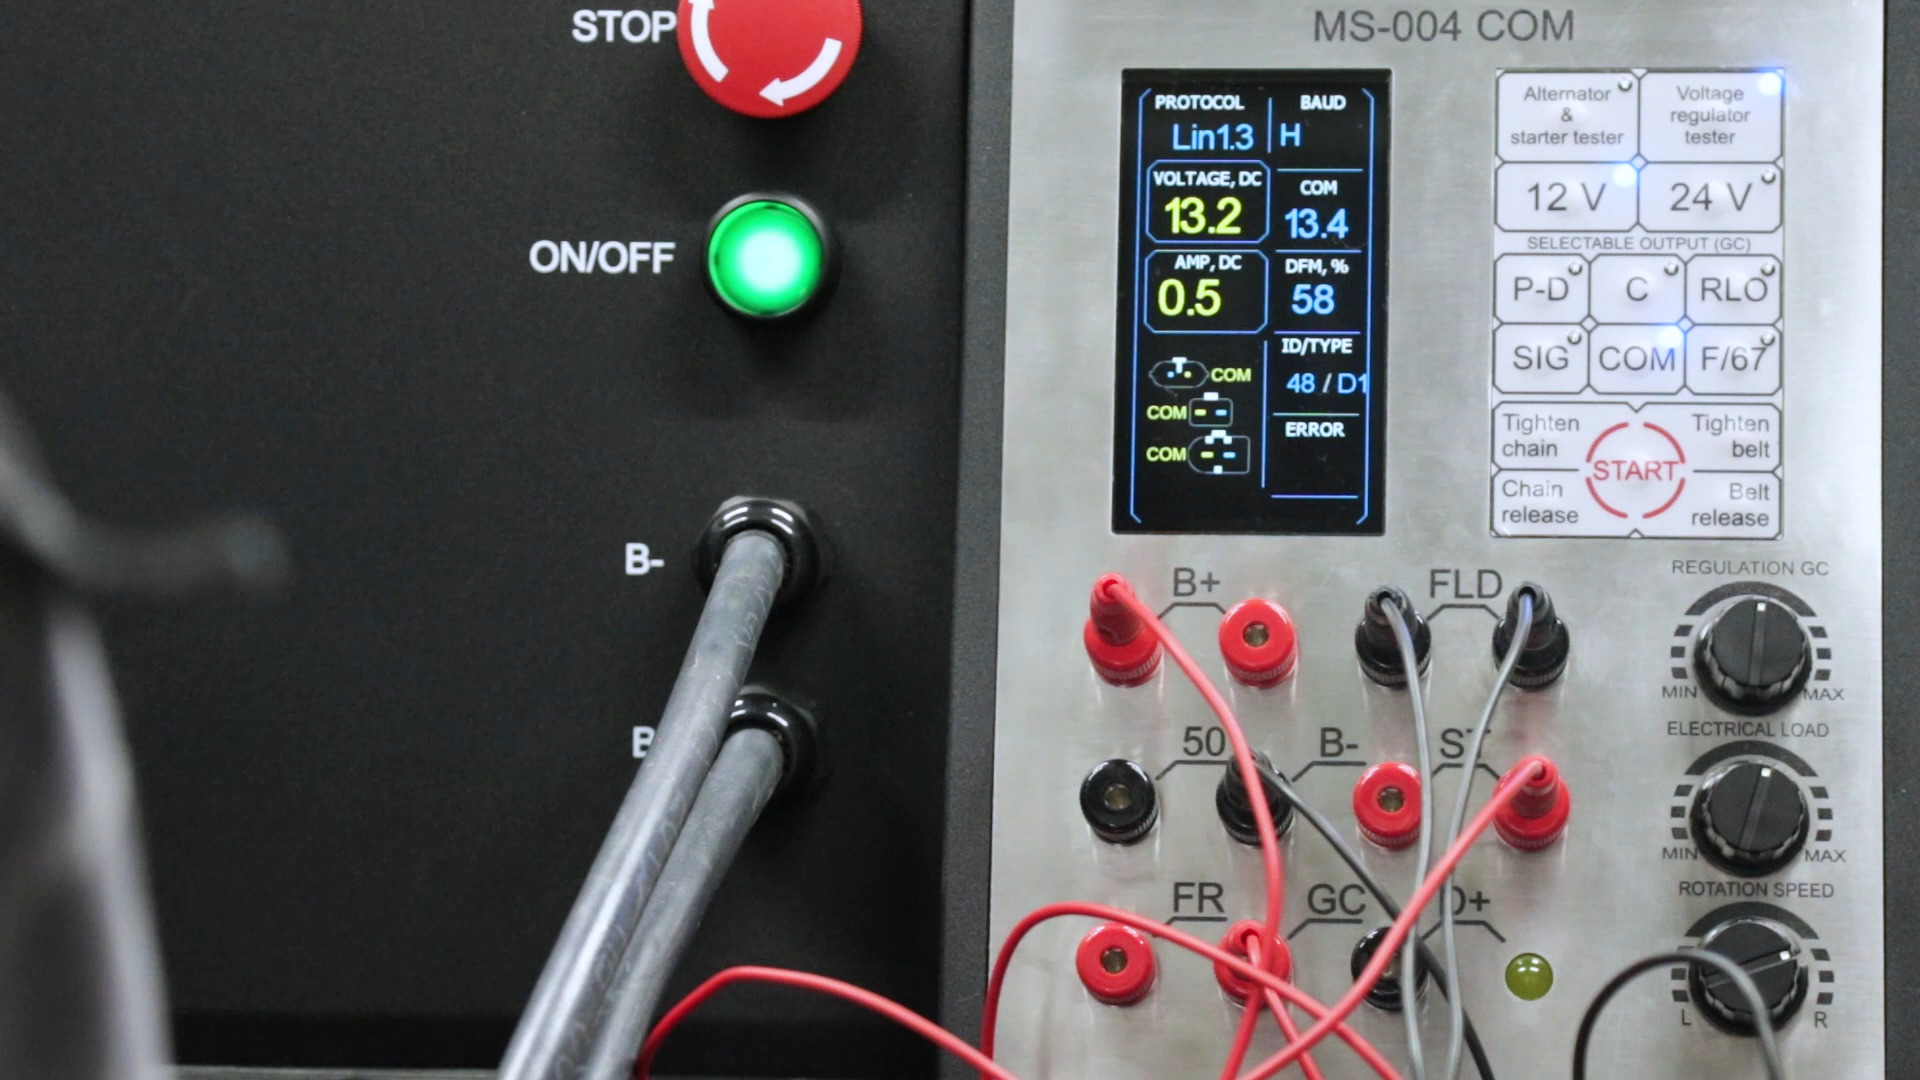 STOP
ON/OFF
B-
B
MS-004 COM
PROTOCOL
BAUD
Lin1.3
H
VOLTAGE, DC
13.2
COM
13.4
AMP, DC
0.5
DFM, %
58
ID/TYPE
48 / D1
COM
COM
COM
ERROR
Alternator
&
starter tester
Voltage
regulator
tester
12 V
24 V
SELECTABLE OUTPUT (GC)
P-D
C
RLO
SIG
COM
F/67
Tighten
chain
Tighten
belt
START
Chain
release
Belt
release
B+
FLD
REGULATION GC
MIN
MAX
50
B-
ST
ELECTRICAL LOAD
MIN
MAX
FR
GC
D+
ROTATION SPEED
L
R